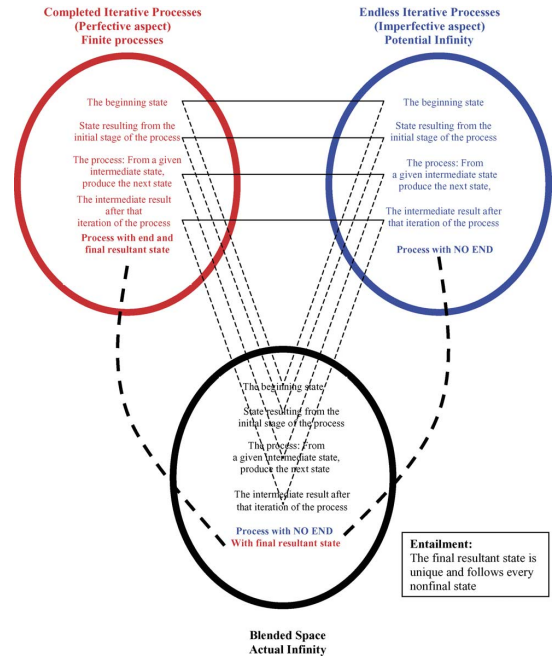 Completed Iterative Processes
(Perfective aspect)
Finite processes
The beginning state
State resulting from the
initial stage of the process
The process: From a given
intermediate state,
produce the next state
The intermediate result
after that
iteration of the process
Process with end and
final resultant state
Endless Iterative Processes
(Imperfective aspect)
Potential Infinity
The beginning state
State resulting from the
initial stage of the process
The process: From
a given intermediate state
produce the next state,
The intermediate result after
that iteration of the process
Process with NO END
The beginning state
State resulting from the
initial stage of the process
The process: From
a given intermediate state,
produce the next state
The intermediate result after
that iteration of the process
Process with NO END
With final resultant state
Entailment:
The final resultant state is
unique and follows every
nonfinal state
Blended Space
Actual Infinity